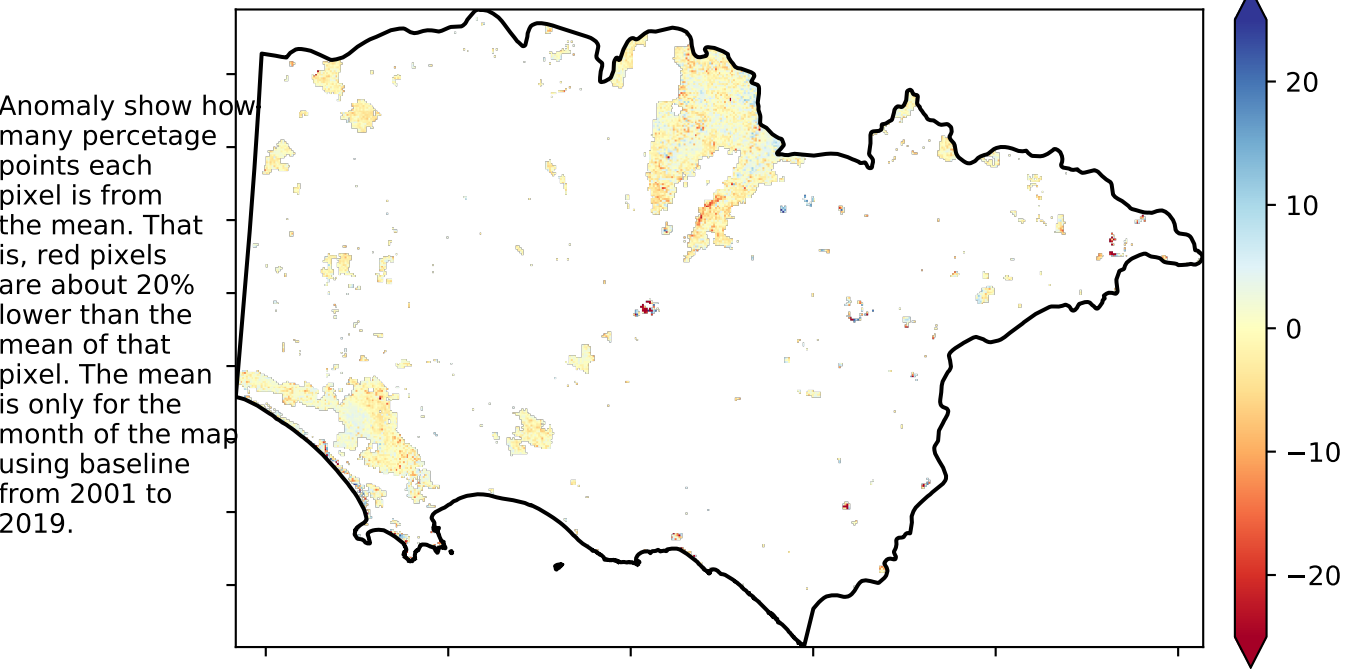 Anomaly show how
many percetage
points each
pixel is from
the mean. That
is, red pixels
are about 20%
lower than the
mean of that
pixel. The mean
is only for the
month of the map
using baseline
from 2001 to
2019.
20
10
0
−10
−20